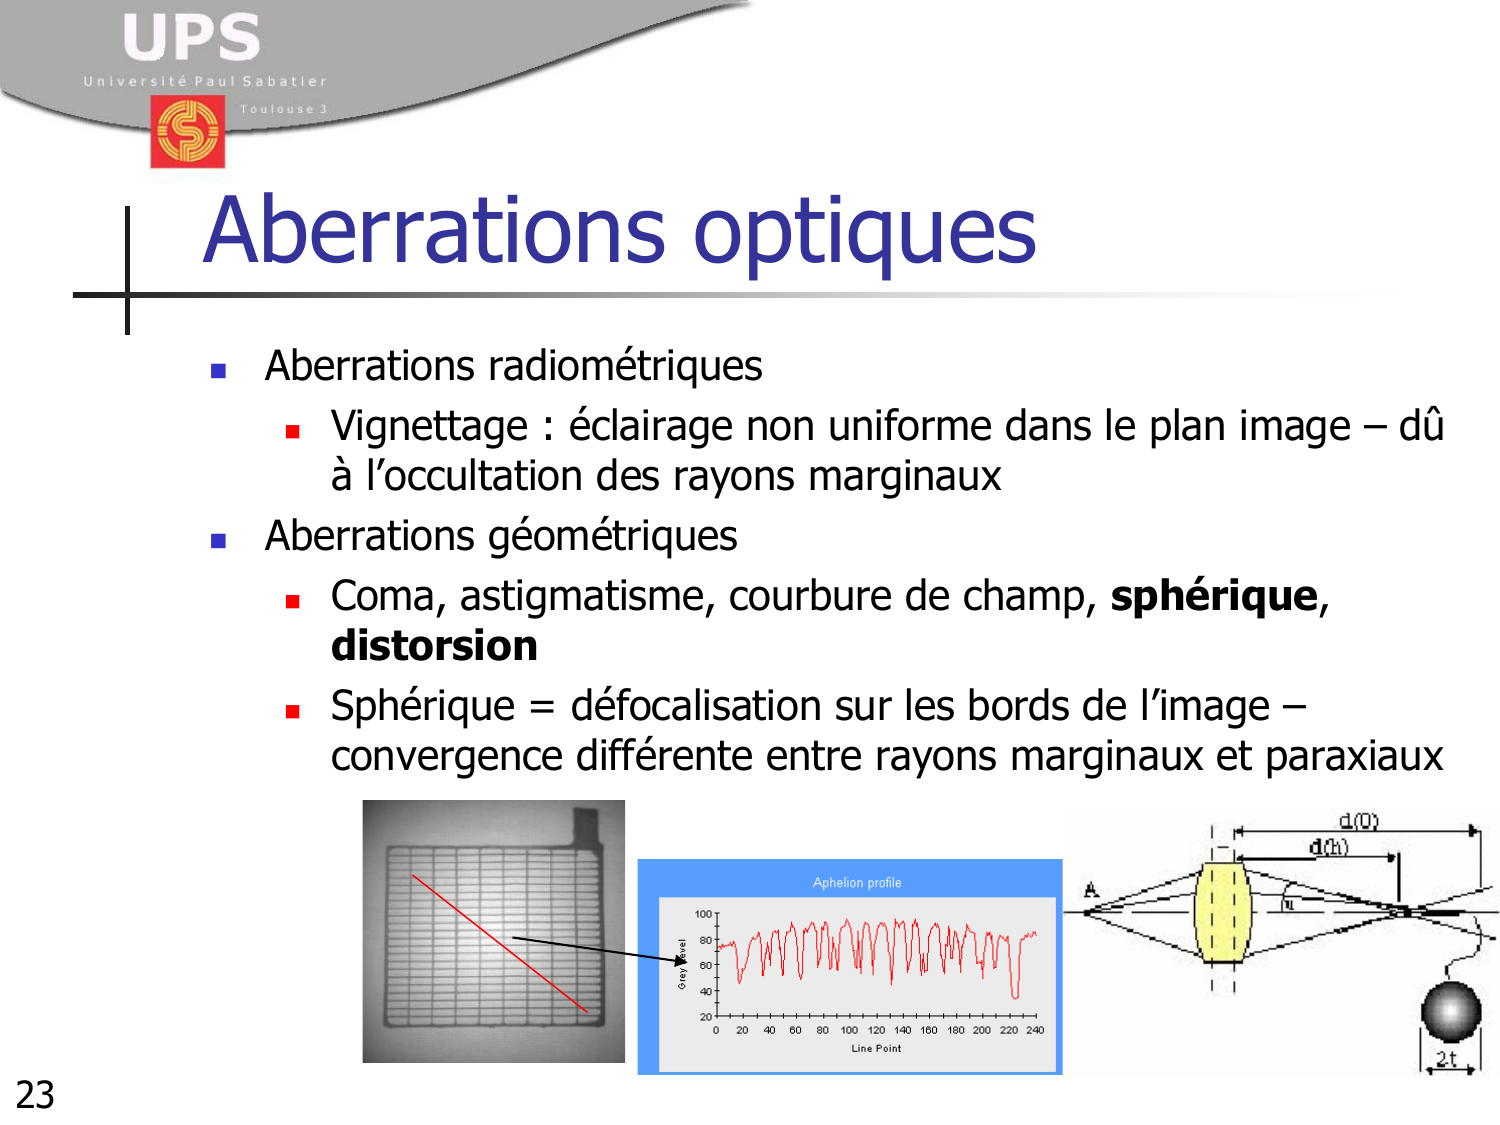 UPS
Université Paul Sabatier
Toulouse 3
Aberrations optiques
Aberrations radiométriques
Vignettage : éclairage non uniforme dans le plan image – dû
à l’occultation des rayons marginaux
Aberrations géométriques
Coma, astigmatisme, courbure de champ, sphérique,
distorsion
Sphérique = défocalisation sur les bords de l’image –
convergence différente entre rayons marginaux et paraxiaux
Aphelion profile
100
80
60
40
20
Grey Level
0 20 40 60 80 100 120 140 160 180 200 220 240
Line Point
d(0)
d(h)
A
u
2t
23